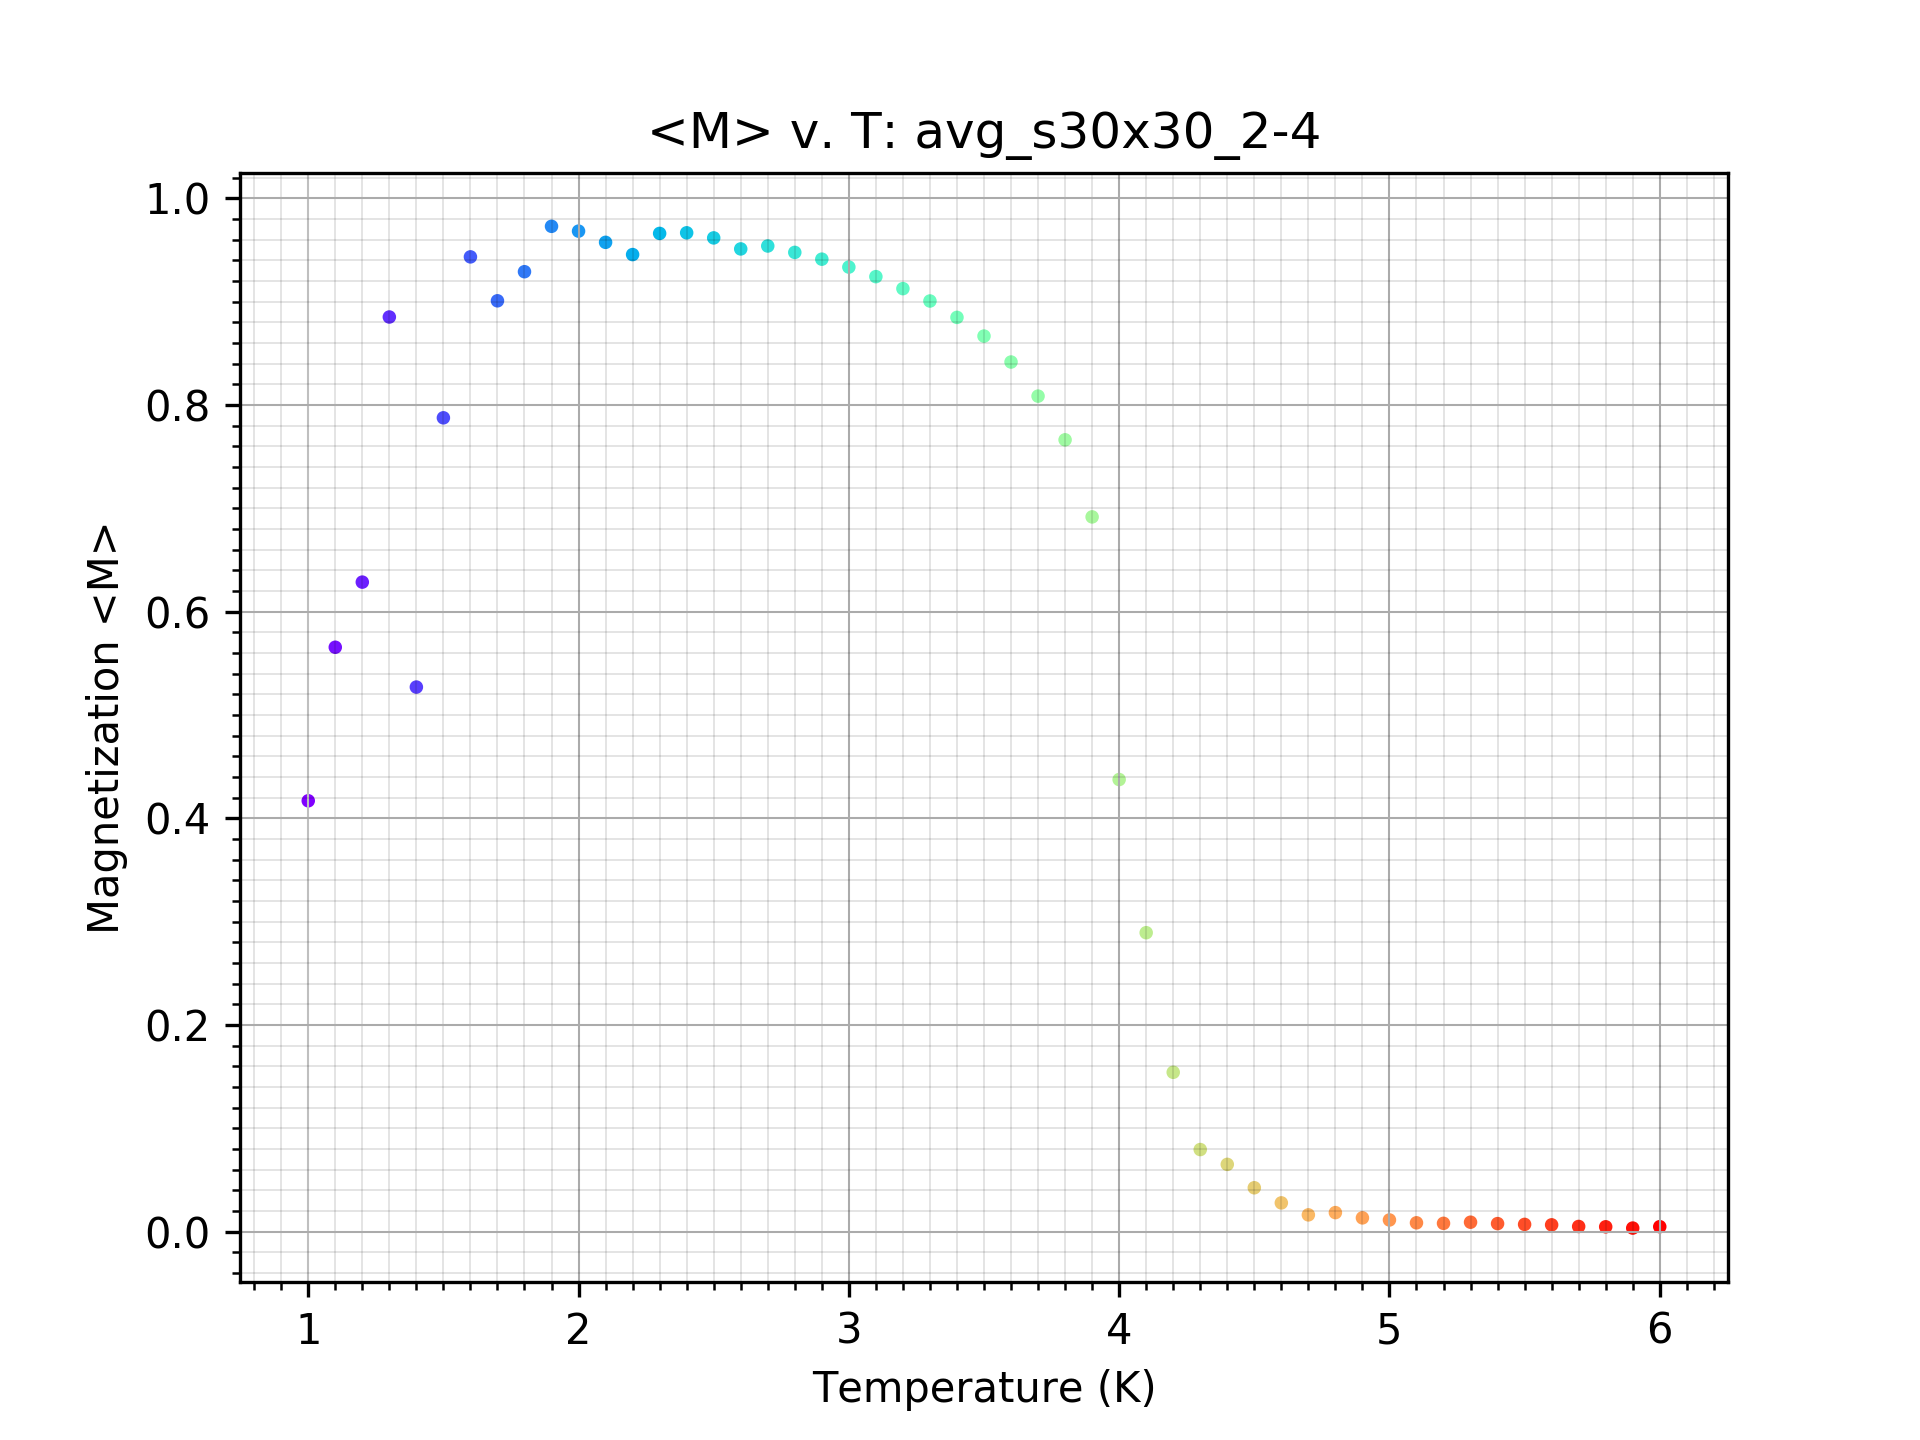 <M> v. T: avg_s30x30_2-4
1.0
0.8
0.6
0.4
0.2
0.0
Magnetization <M>
1 2 3 4 5 6
Temperature (K)